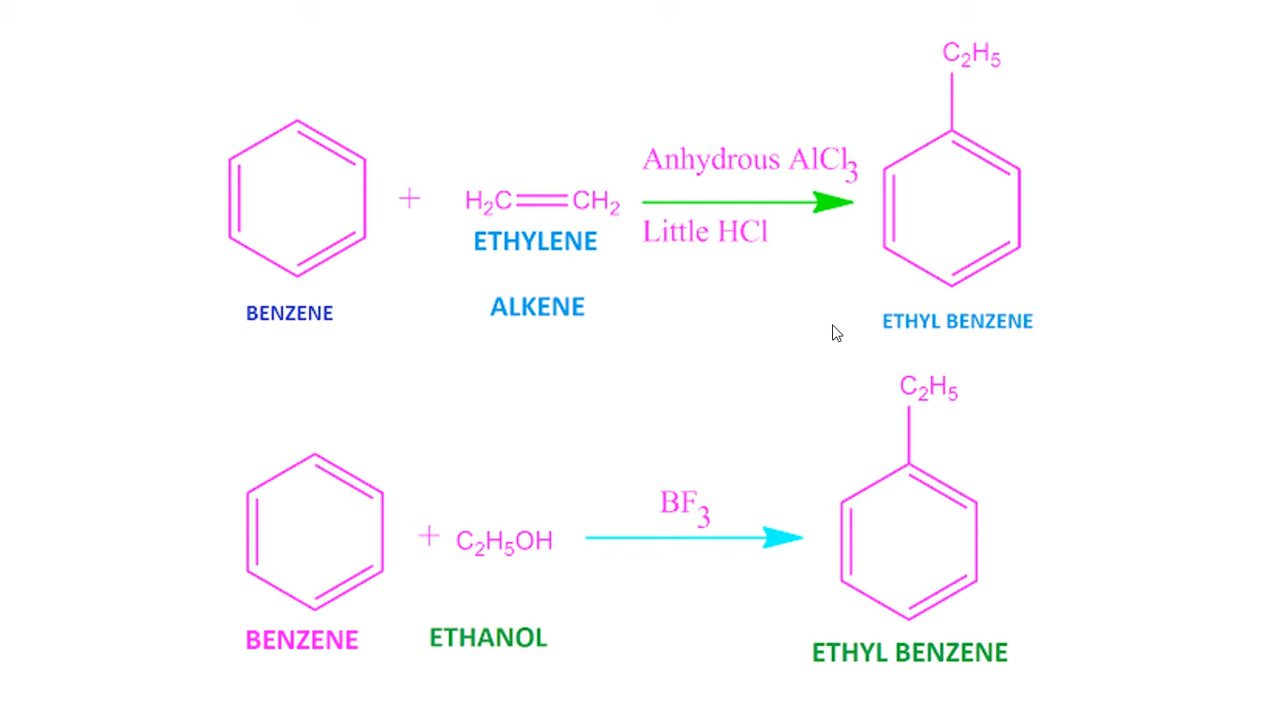 C₂H₅
Anhydrous AlCl₃
+ H₂C=CH₂
Little HCl
ETHYLENE
ALKENE
BENZENE
ETHYL BENZENE
C₂H₅
BF₃
+ C₂H₅OH
BENZENE
ETHANOL
ETHYL BENZENE